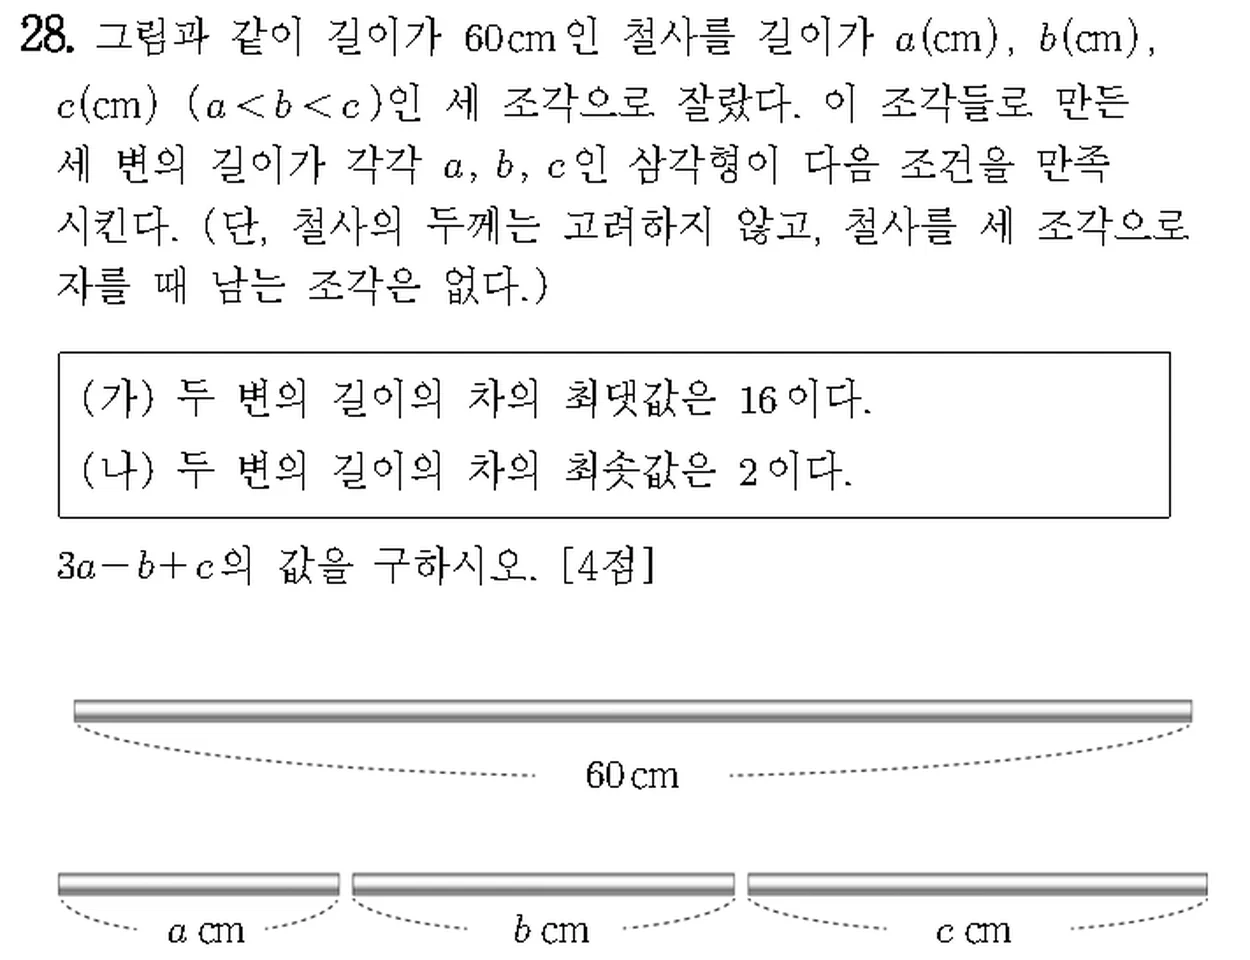 28. 그림과 같이 길이가 60cm인 철사를 길이가 a(cm), b(cm),
c(cm) (a<b<c)인 세 조각으로 잘랐다. 이 조각들로 만든
세 변의 길이가 각각 a, b, c인 삼각형이 다음 조건을 만족
시킨다. (단, 철사의 두께는 고려하지 않고, 철사를 세 조각으로
자를 때 남는 조각은 없다.)
(가) 두 변의 길이의 차의 최댓값은 16이다.
(나) 두 변의 길이의 차의 최솟값은 2이다.
3a-b+c의 값을 구하시오. [4점]
60cm
a cm b cm c cm